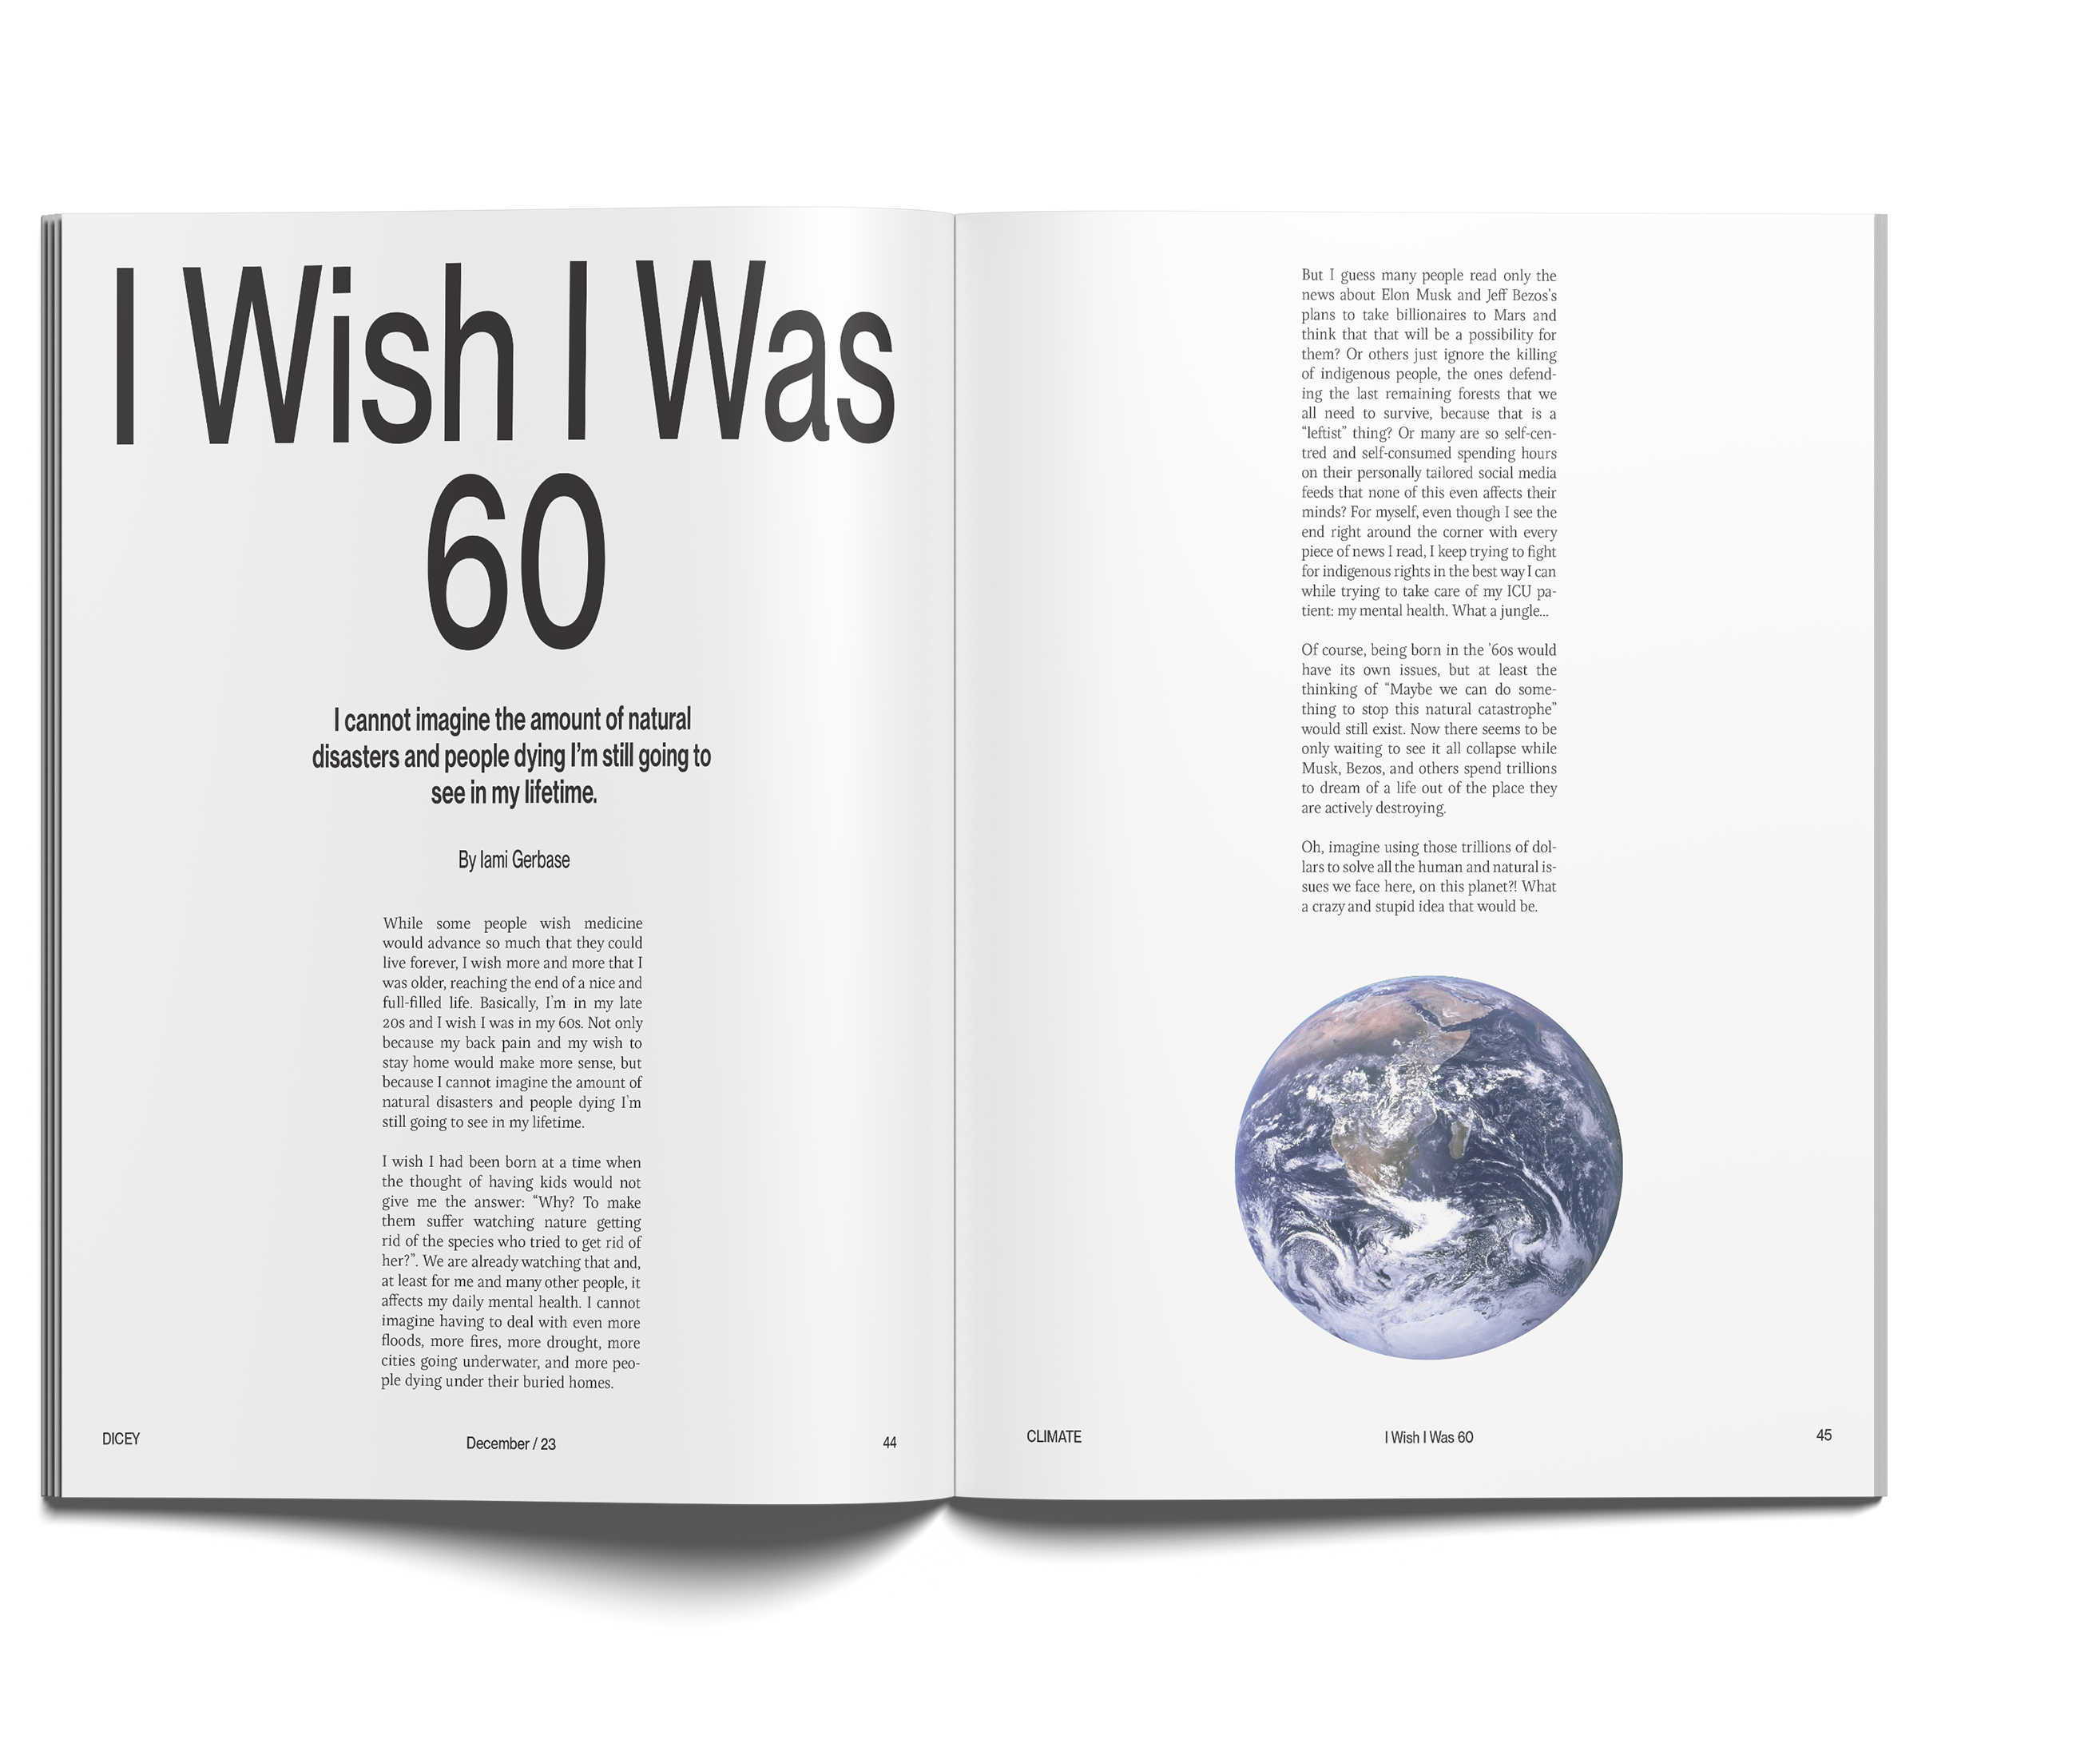 I Wish I Was
60
I cannot imagine the amount of natural
disasters and people dying I'm still going to
see in my lifetime.
By Iami Gerbase
While some people wish medicine
would advance so much that they could
live forever, I wish more and more that I
was older, reaching the end of a nice and
full-filled life. Basically, I'm in my late
20s and I wish I was in my 60s. Not only
because my back pain and my wish to
stay home would make more sense, but
because I cannot imagine the amount of
natural disasters and people dying I'm
still going to see in my lifetime.
I wish I had been born at a time when
the thought of having kids would not
give me the answer: “Why? To make
them suffer watching nature getting
rid of the species who tried to get rid of
her?”. We are already watching that and,
at least for me and many other people, it
affects my daily mental health. I cannot
imagine having to deal with even more
floods, more fires, more drought, more
cities going underwater, and more peo-
ple dying under their buried homes.
DICEY
December / 23
44
But I guess many people read only the
news about Elon Musk and Jeff Bezos's
plans to take billionaires to Mars and
think that that will be a possibility for
them? Or others just ignore the killing
of indigenous people, the ones defend-
ing the last remaining forests that we
all need to survive, because that is a
“leftist” thing? Or many are so self-cen-
tred and self-consumed spending hours
on their personally tailored social media
feeds that none of this even affects their
minds? For myself, even though I see the
end right around the corner with every
piece of news I read, I keep trying to fight
for indigenous rights in the best way I can
while trying to take care of my ICU pa-
tient: my mental health. What a jungle...
Of course, being born in the '60s would
have its own issues, but at least the
thinking of “Maybe we can do some-
thing to stop this natural catastrophe”
would still exist. Now there seems to be
only waiting to see it all collapse while
Musk, Bezos, and others spend trillions
to dream of a life out of the place they
are actively destroying.
Oh, imagine using those trillions of dol-
lars to solve all the human and natural is-
sues we face here, on this planet?! What
a crazy and stupid idea that would be.
CLIMATE
I Wish I Was 60
45